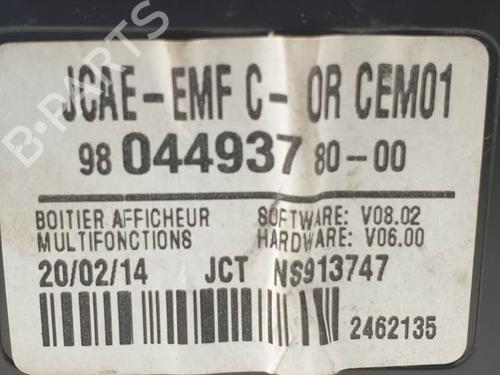 JCAE-EMF C- OR CEM01
98 044937 80-00
BOITIER AFFICHEUR SOFTWARE: V08.02
MULTIFONCTIONS HARDWARE: V06.00
20/02/14 JCT NS913747
2462135
B-PARTS